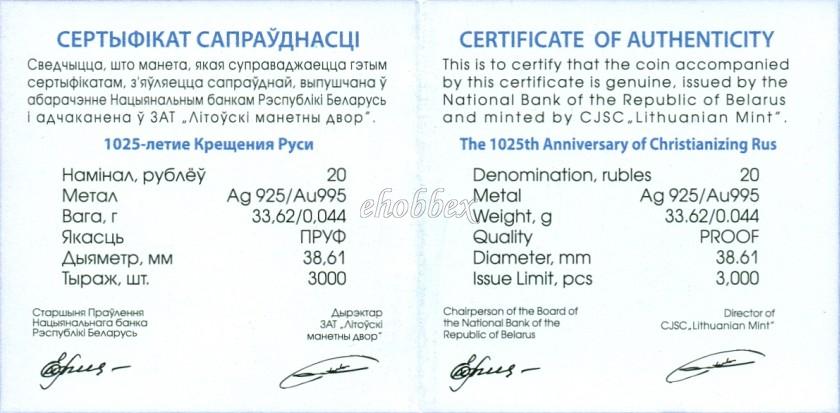 СЕРТЫФІКАТ САПРАЎДНАСЦІ
Сведчыцца, што манета, якая суправаджаецца гэтым
сертыфікатам, з'яўляецца сапраўднай, выпушчана ў
абарачэнне Нацыянальным банкам Рэспублікі Беларусь
і адчаканена ў ЗАТ „Літоўскі манетны двор".
1025-летие Крещения Руси
Намінал, рублёў 20
Метал Ag 925/Au995
Вага, г 33,62/0,044
Якасць ПРУФ
Дыяметр, мм 38,61
Тыраж, шт. 3000
Старшыня Праўлення
Нацыянальнага банка
Рэспублікі Беларусь
Дырэктар
ЗАТ „Літоўскі
манетны двор"
ehobbex
CERTIFICATE OF AUTHENTICITY
This is to certify that the coin accompanied
by this certificate is genuine, issued by the
National Bank of the Republic of Belarus
and minted by CJSC„Lithuanian Mint".
The 1025th Anniversary of Christianizing Rus
Denomination, rubles 20
Metal Ag 925/Au995
Weight, g 33.62/0.044
Quality PROOF
Diameter, mm 38.61
Issue Limit, pcs 3,000
Chairperson of the Board of
the National Bank of the
Republic of Belarus
Director of
CJSC„Lithuanian Mint"